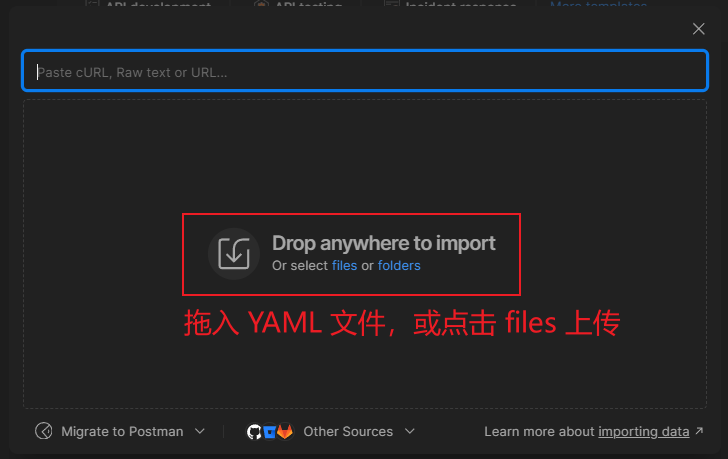 API development
API testing
Incident response
More templates
Paste cURL, Raw text or URL...
Drop anywhere to import
Or select files or folders
拖入 YAML 文件，或点击 files 上传
Migrate to Postman
Other Sources
Learn more about importing data